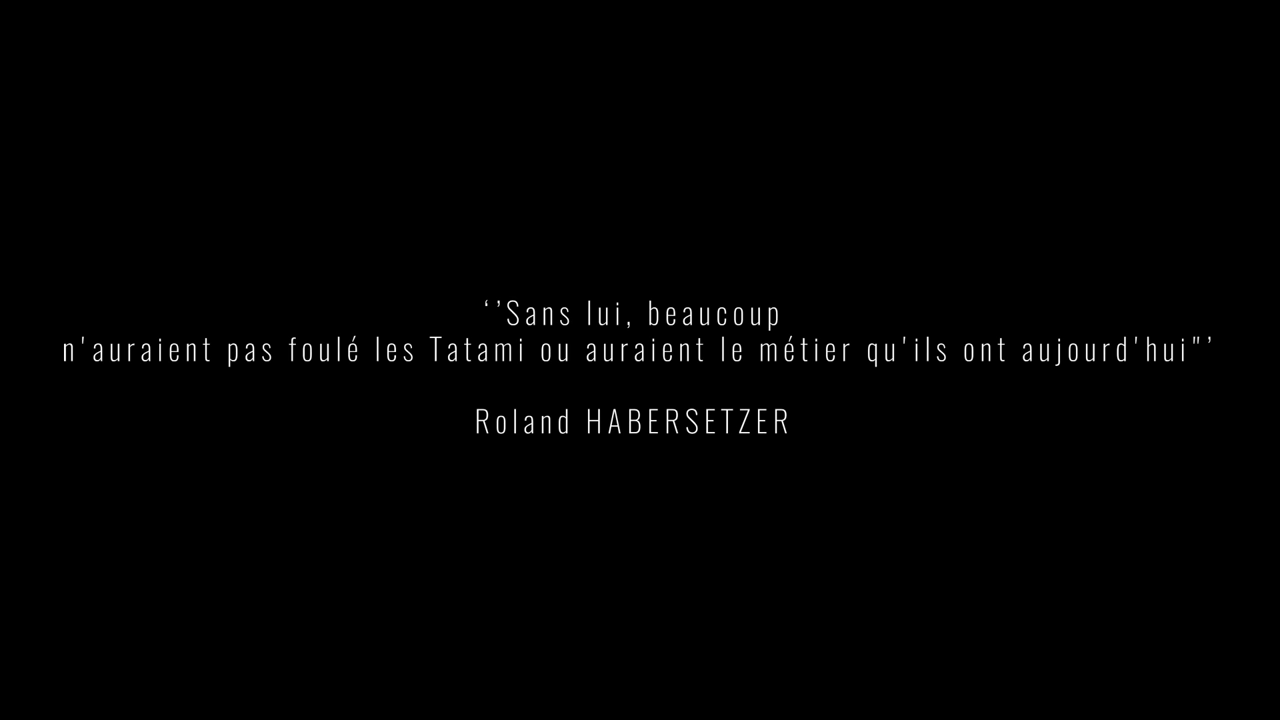 ‘’Sans lui, beaucoup
n'auraient pas foulé les Tatami ou auraient le métier qu'ils ont aujourd'hui"’
Roland HABERSETZER